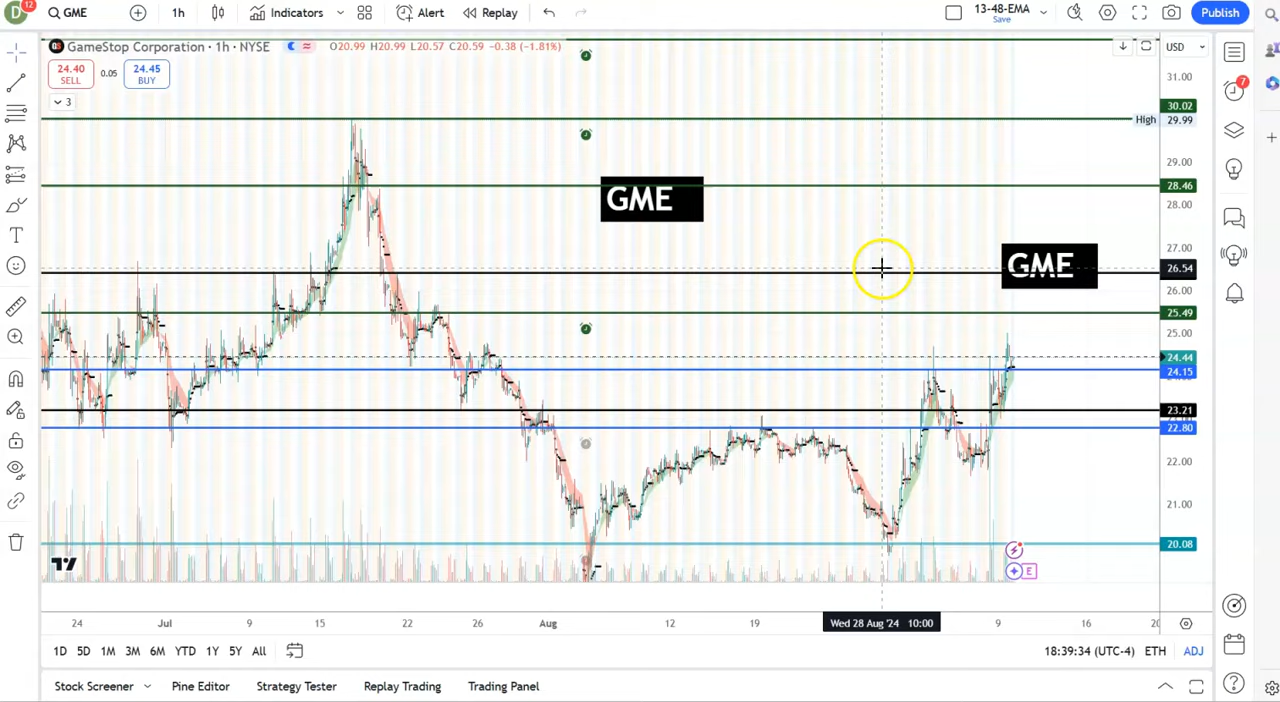 D 12 GME 1h Indicators Alert Replay 13-48-EMA Save Publish
GameStop Corporation · 1h · NYSE O20.99 H20.99 L20.57 C20.59 -0.38 (-1.81%) USD
24.40 SELL 0.05 24.45 BUY
3
31.00
7
30.02
High 29.99
29.00
28.46
28.00
GME
27.00
26.54
GME
26.00
25.49
25.00
24.44
24.15
23.21
22.80
22.00
21.00
20.08
E
24 Jul 9 15 22 26 Aug 12 19 Wed 28 Aug '24 10:00 9 16 20
1D 5D 1M 3M 6M YTD 1Y 5Y All 18:39:34 (UTC-4) ETH ADJ
Stock Screener Pine Editor Strategy Tester Replay Trading Trading Panel